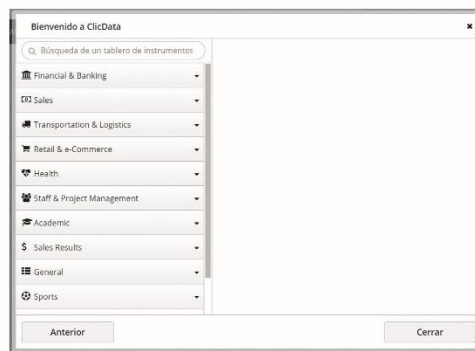 Bienvenido a ClicData
Búsqueda de un tablero de instrumentos
Financial & Banking
Sales
Transportation & Logistics
Retail & e-Commerce
Health
Staff & Project Management
Academic
$ Sales Results
General
Sports
Anterior
Cerrar